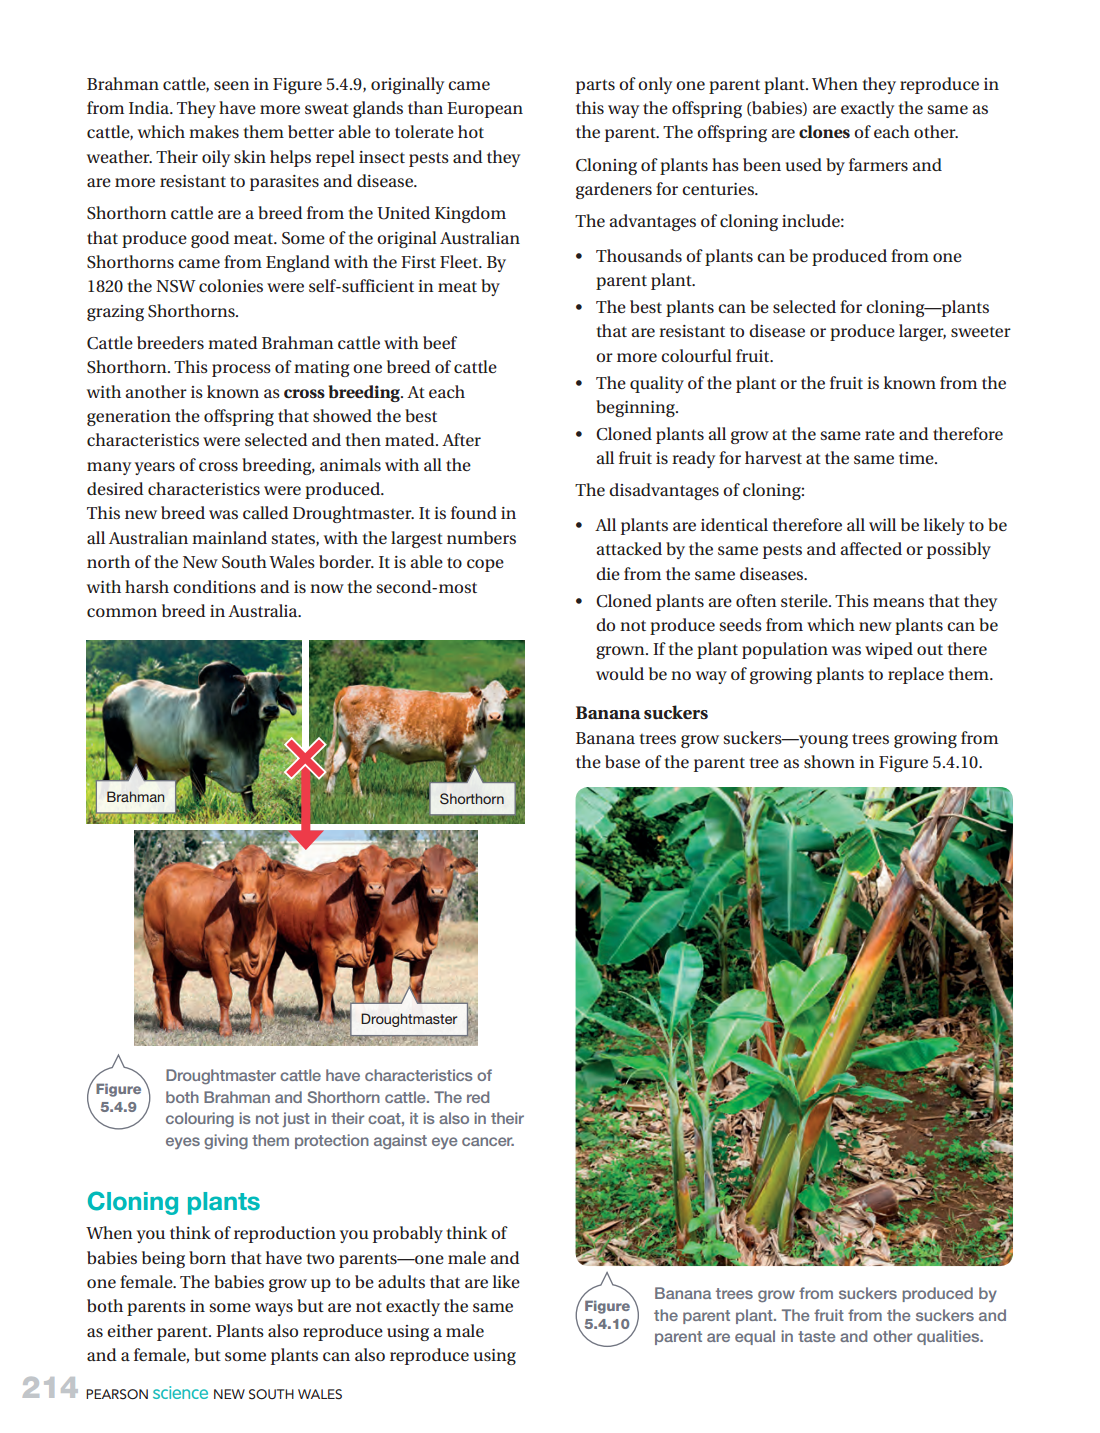 Brahman cattle, seen in Figure 5.4.9, originally came
from India. They have more sweat glands than European
cattle, which makes them better able to tolerate hot
weather. Their oily skin helps repel insect pests and they
are more resistant to parasites and disease.
Shorthorn cattle are a breed from the United Kingdom
that produce good meat. Some of the original Australian
Shorthorns came from England with the First Fleet. By
1820 the NSW colonies were self-sufficient in meat by
grazing Shorthorns.
Cattle breeders mated Brahman cattle with beef
Shorthorn. This process of mating one breed of cattle
with another is known as cross breeding. At each
generation the offspring that showed the best
characteristics were selected and then mated. After
many years of cross breeding, animals with all the
desired characteristics were produced.
This new breed was called Droughtmaster. It is found in
all Australian mainland states, with the largest numbers
north of the New South Wales border. It is able to cope
with harsh conditions and is now the second-most
common breed in Australia.
Brahman
Shorthorn
Droughtmaster
Figure
5.4.9
Droughtmaster cattle have characteristics of
both Brahman and Shorthorn cattle. The red
colouring is not just in their coat, it is also in their
eyes giving them protection against eye cancer.
Cloning plants
When you think of reproduction you probably think of
babies being born that have two parents—one male and
one female. The babies grow up to be adults that are like
both parents in some ways but are not exactly the same
as either parent. Plants also reproduce using a male
and a female, but some plants can also reproduce using
parts of only one parent plant. When they reproduce in
this way the offspring (babies) are exactly the same as
the parent. The offspring are clones of each other.
Cloning of plants has been used by farmers and
gardeners for centuries.
The advantages of cloning include:
• Thousands of plants can be produced from one
parent plant.
• The best plants can be selected for cloning—plants
that are resistant to disease or produce larger, sweeter
or more colourful fruit.
• The quality of the plant or the fruit is known from the
beginning.
• Cloned plants all grow at the same rate and therefore
all fruit is ready for harvest at the same time.
The disadvantages of cloning:
• All plants are identical therefore all will be likely to be
attacked by the same pests and affected or possibly
die from the same diseases.
• Cloned plants are often sterile. This means that they
do not produce seeds from which new plants can be
grown. If the plant population was wiped out there
would be no way of growing plants to replace them.
Banana suckers
Banana trees grow suckers—young trees growing from
the base of the parent tree as shown in Figure 5.4.10.
Figure
5.4.10
Banana trees grow from suckers produced by
the parent plant. The fruit from the suckers and
parent are equal in taste and other qualities.
214 PEARSON science NEW SOUTH WALES